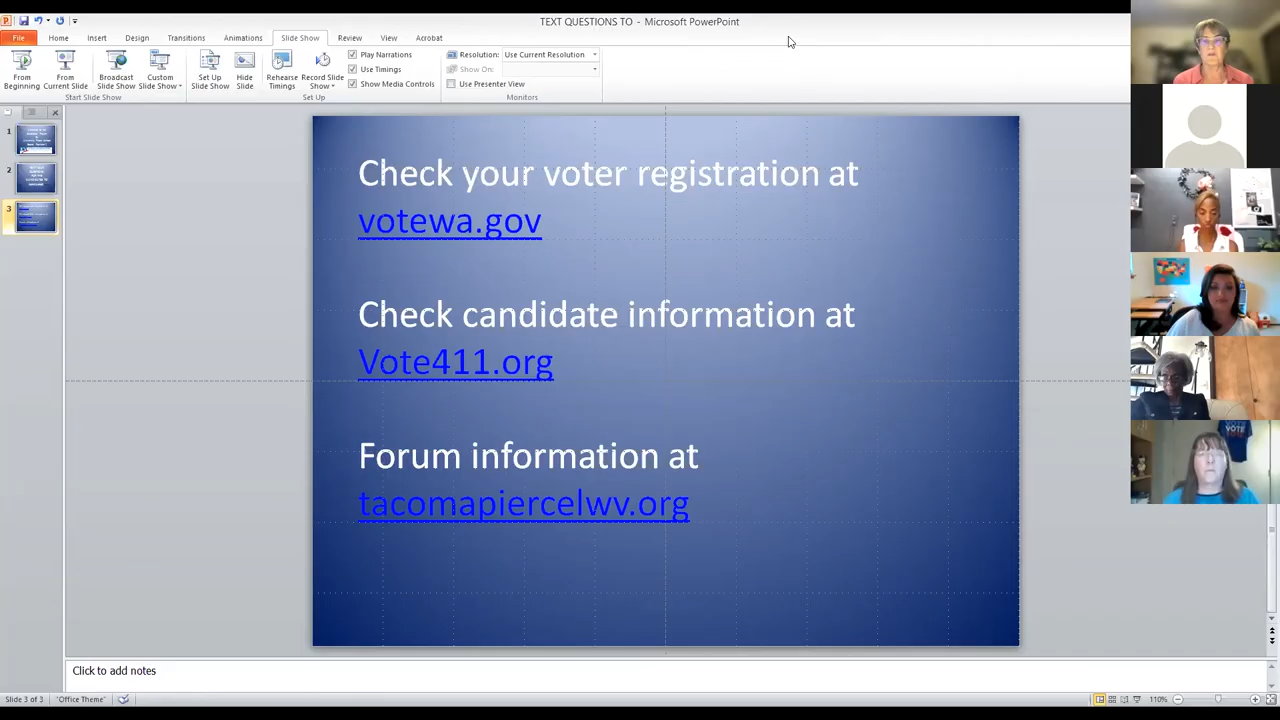 TEXT QUESTIONS TO - Microsoft PowerPoint
File Home Insert Design Transitions Animations Slide Show Review View Acrobat
From Beginning
From Current Slide
Broadcast Slide Show
Custom Slide Show
Set Up Slide Show
Hide Slide
Rehearse Timings
Record Slide Show
Play Narrations
Use Timings
Show Media Controls
Resolution: Use Current Resolution
Show On:
Use Presenter View
Start Slide Show
Set Up
Monitors
1
2
3
Check your voter registration at
votewa.gov
Check candidate information at
Vote411.org
Forum information at
tacomapiercelwv.org
VOTE
Click to add notes
Slide 3 of 3 "Office Theme" 110%